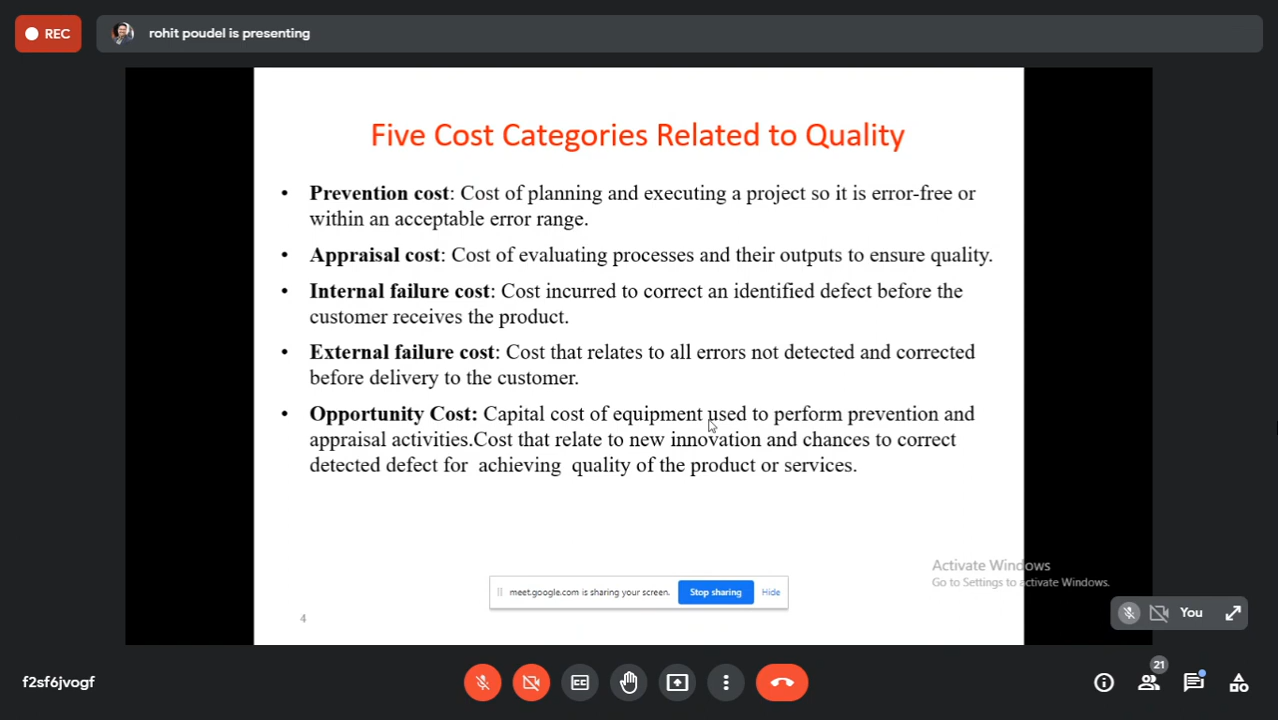 REC
rohit poudel is presenting
Five Cost Categories Related to Quality
• Prevention cost: Cost of planning and executing a project so it is error-free or
within an acceptable error range.
• Appraisal cost: Cost of evaluating processes and their outputs to ensure quality.
• Internal failure cost: Cost incurred to correct an identified defect before the
customer receives the product.
• External failure cost: Cost that relates to all errors not detected and corrected
before delivery to the customer.
• Opportunity Cost: Capital cost of equipment used to perform prevention and
appraisal activities.Cost that relate to new innovation and chances to correct
detected defect for achieving quality of the product or services.
Activate Windows
Go to Settings to activate Windows.
meet.google.com is sharing your screen. Stop sharing Hide
4
You
21
f2sf6jvogf
CC